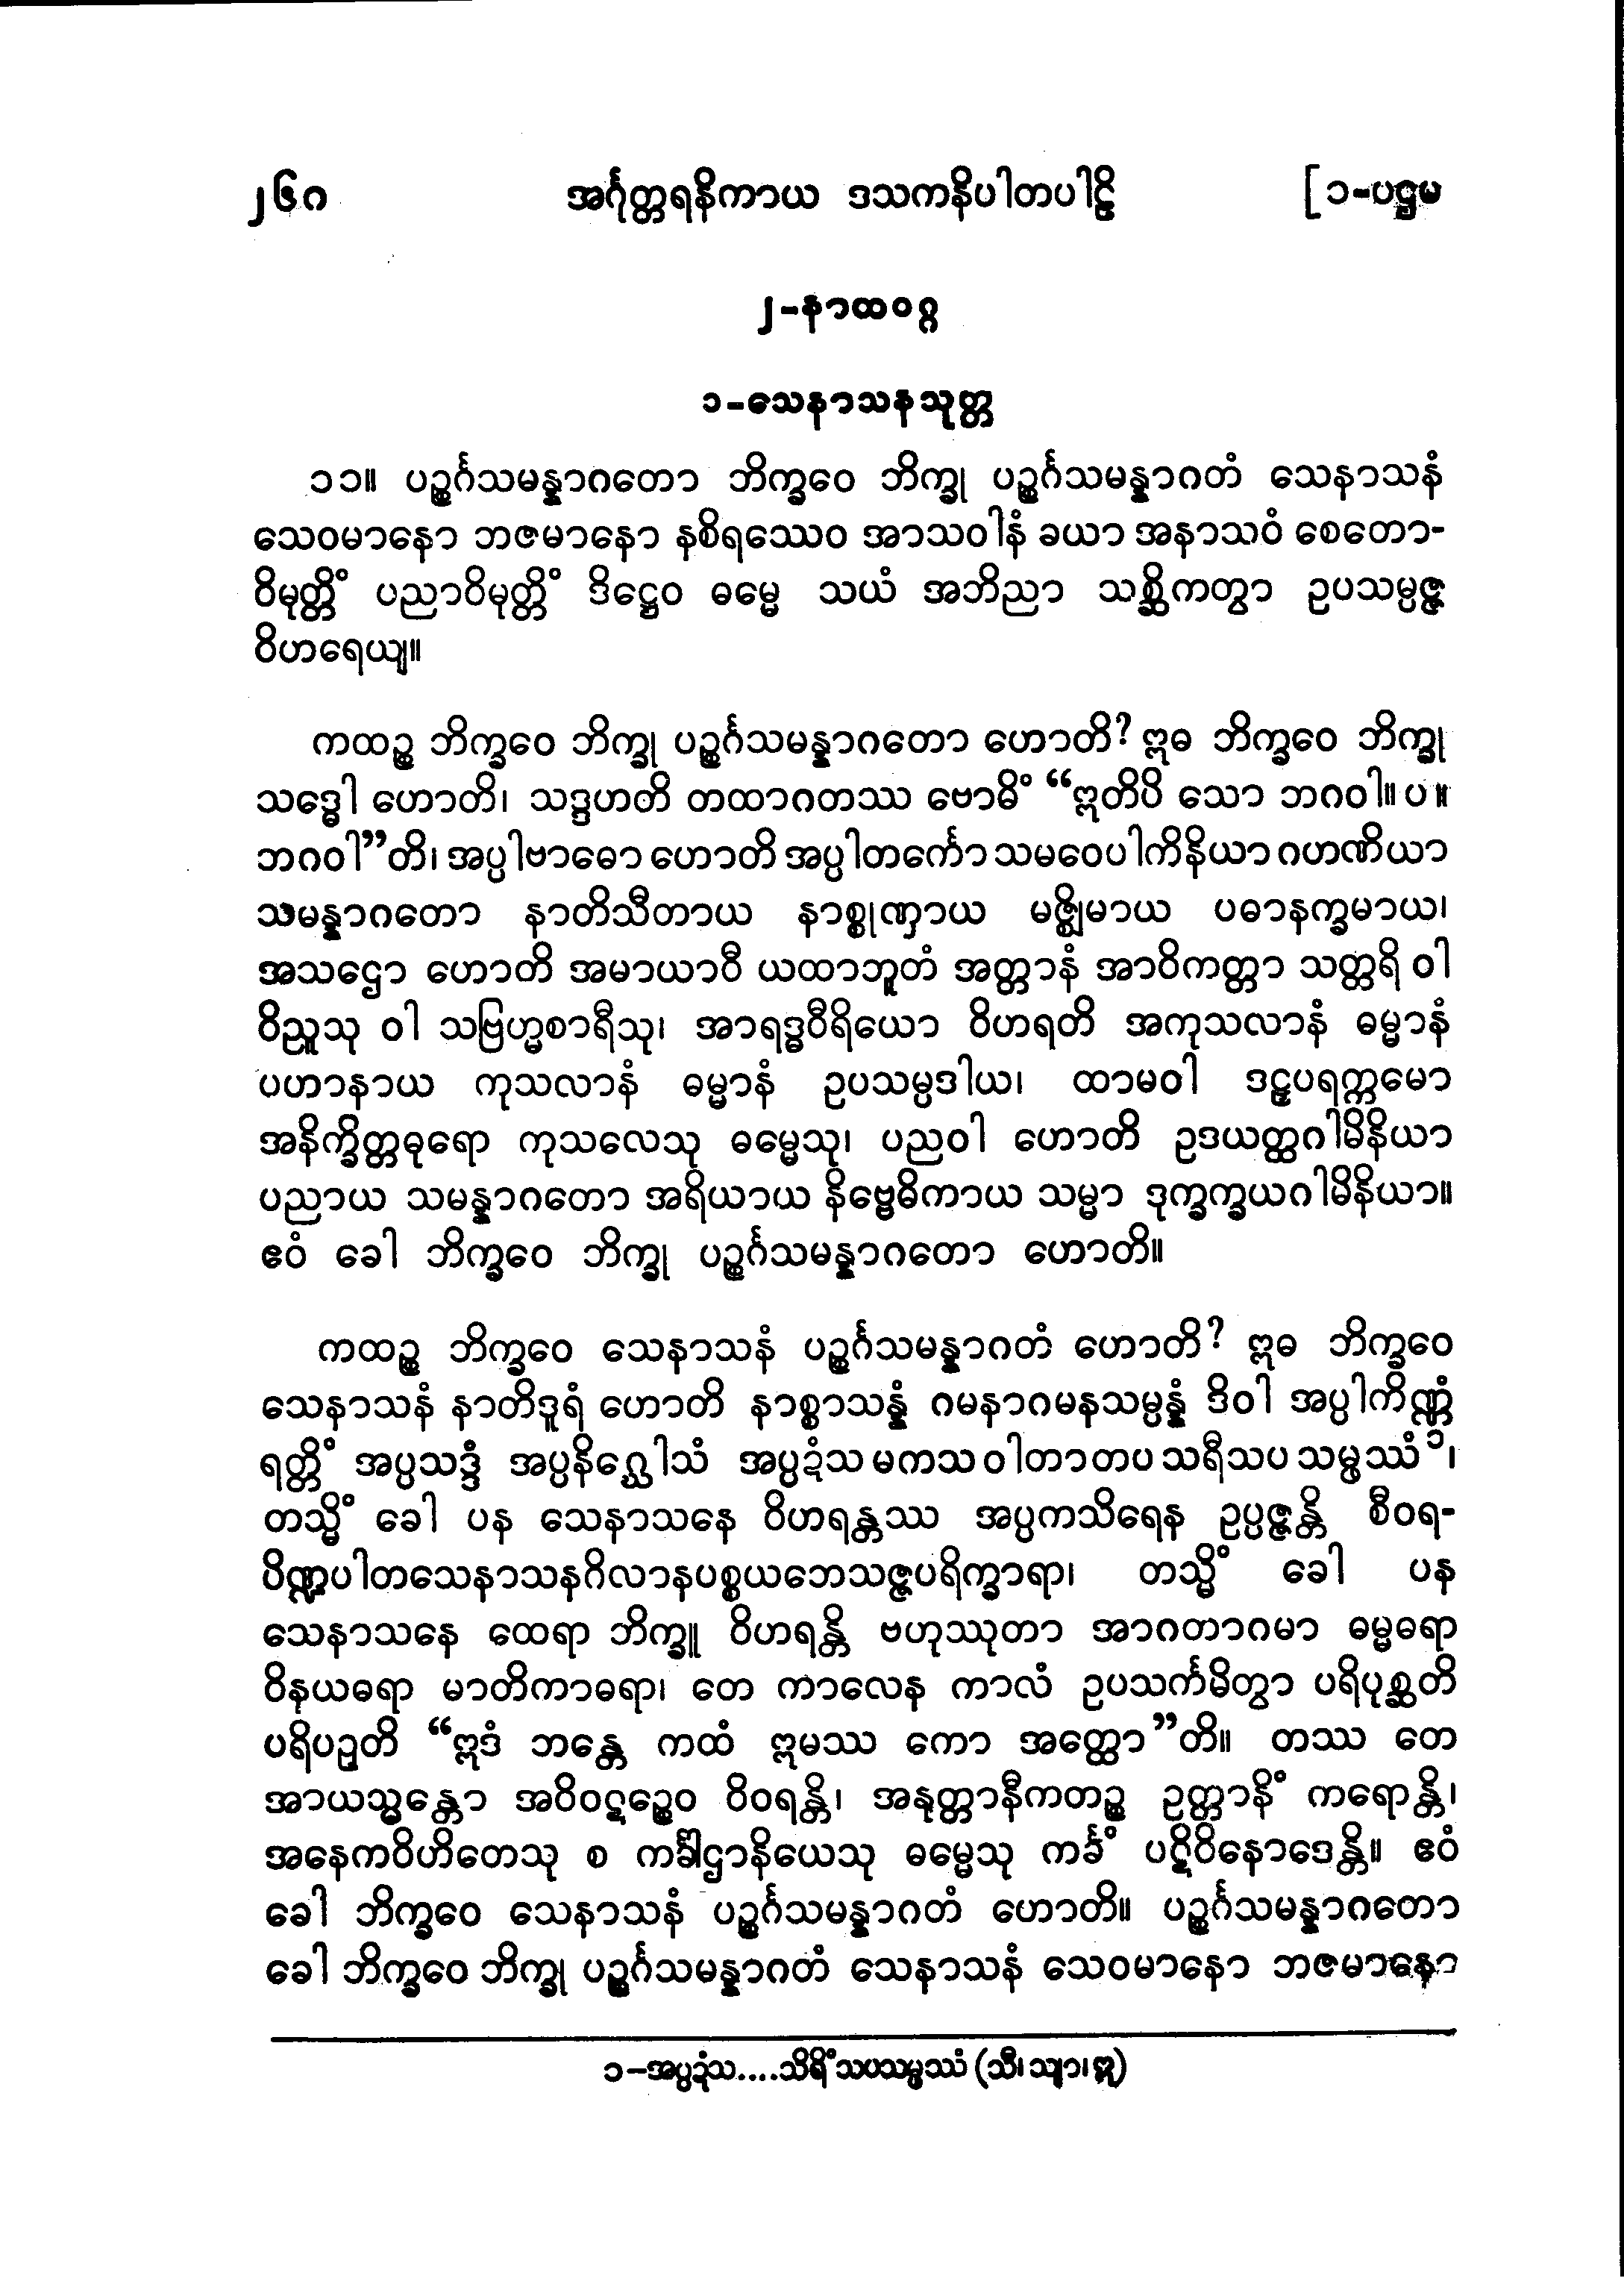 ၂၆၈ အင်္ဂုတ္တရနိကာယ ဒသကနိပါတပါဠိ [၁-ပဌမ
၂-နာထဝဂ္ဂ
၁-သေနာသနသုတ္တ
၁၁။ ပဉ္စင်္ဂသမန္နာဂတော ဘိက္ခဝေ ဘိက္ခု ပဉ္စင်္ဂသမန္နာဂတံ သေနာသနံ
သေဝမာနော ဘဇမာနော နစိရဿေဝ အာသဝါနံ ခယာ အနာသဝံ စေတော-
ဝိမုတ္တိံ ပညာဝိမုတ္တိံ ဒိဋ္ဌေဝ ဓမ္မေ သယံ အဘိညာ သစ္ဆိကတွာ ဥပသမ္ပဇ္ဇ
ဝိဟရေယျ။
ကထဉ္စ ဘိက္ခဝေ ဘိက္ခု ပဉ္စင်္ဂသမန္နာဂတော ဟောတိ? ဣဓ ဘိက္ခဝေ ဘိက္ခု
သဒ္ဓေါ ဟောတိ၊ သဒ္ဒဟတိ တထာဂတဿ ဗောဓိံ “ဣတိပိ သော ဘဂဝါ။ ပ။
ဘဂဝါ”တိ၊ အပ္ပါဗာဓော ဟောတိ အပ္ပါတင်္ကော သမဝေပါကိနိယာ ဂဟဏိယာ
သမန္နာဂတော နာတိသီတာယ နာစ္စုဏှာယ မဇ္ဈိမာယ ပဓာနက္ခမာယ၊
အသဌော ဟောတိ အမာယာဝီ ယထာဘူတံ အတ္တာနံ အာဝိကတ္တာ သတ္ထရိ ဝါ
ဝိညူသု ဝါ သဗြဟ္မစာရီသု၊ အာရဒ္ဓဝီရိယော ဝိဟရတိ အကုသလာနံ ဓမ္မာနံ
ပဟာနာယ ကုသလာနံ ဓမ္မာနံ ဥပသမ္ပဒါယ၊ ထာမဝါ ဒဠှပရက္ကမော
အနိက္ခိတ္တဓုရော ကုသလေသု ဓမ္မေသု၊ ပညဝါ ဟောတိ ဥဒယတ္ထဂါမိနိယာ
ပညာယ သမန္နာဂတော အရိယာယ နိဗ္ဗေဓိကာယ သမ္မာ ဒုက္ခက္ခယဂါမိနိယာ။
ဧဝံ ခေါ ဘိက္ခဝေ ဘိက္ခု ပဉ္စင်္ဂသမန္နာဂတော ဟောတိ။
ကထဉ္စ ဘိက္ခဝေ သေနာသနံ ပဉ္စင်္ဂသမန္နာဂတံ ဟောတိ? ဣဓ ဘိက္ခဝေ
သေနာသနံ နာတိဒူရံ ဟောတိ နာစ္စာသန္နံ ဂမနာဂမနသမ္ပန္နံ ဒိဝါ အပ္ပါကိဏ္ဏံ
ရတ္တိံ အပ္ပသဒ္ဒံ အပ္ပနိဂ္ဃေါသံ အပ္ပဍံသ မကသ ဝါတာတပ သရီသပ သမ္ဖဿံ၁၊
တသ္မိံ ခေါ ပန သေနာသနေ ဝိဟရန္တဿ အပ္ပကသိရေန ဥပ္ပဇ္ဇန္တိ စီဝရ-
ပိဏ္ဍပါတသေနာသနဂိလာနပစ္စယဘေသဇ္ဇပရိက္ခာရာ၊ တသ္မိံ ခေါ ပန
သေနာသနေ ထေရာ ဘိက္ခူ ဝိဟရန္တိ ဗဟုဿုတာ အာဂတာဂမာ ဓမ္မဓရာ
ဝိနယဓရာ မာတိကာဓရာ၊ တေ ကာလေန ကာလံ ဥပသင်္ကမိတွာ ပရိပုစ္ဆတိ
ပရိပဉှတိ “ဣဒံ ဘန္တေ ကထံ ဣမဿ ကော အတ္ထော”တိ။ တဿ တေ
အာယသ္မန္တော အဝိဝဋဉ္စေဝ ဝိဝရန္တိ၊ အနုတ္တာနီကတဉ္စ ဥတ္တာနိံ ကရောန္တိ၊
အနေကဝိဟိတေသု စ ကင်္ခါဌာနိယေသု ဓမ္မေသု ကင်္ခံ ပဋိဝိနောဒေန္တိ။ ဧဝံ
ခေါ ဘိက္ခဝေ သေနာသနံ ပဉ္စင်္ဂသမန္နာဂတံ ဟောတိ။ ပဉ္စင်္ဂသမန္နာဂတော
ခေါ ဘိက္ခဝေ ဘိက္ခု ပဉ္စင်္ဂသမန္နာဂတံ သေနာသနံ သေဝမာနော ဘဇမာနော
၁-အပ္ပဍံသ....သိရိံသပသမ္ဖဿံ (သီ၊ သျာ၊ ဣ)